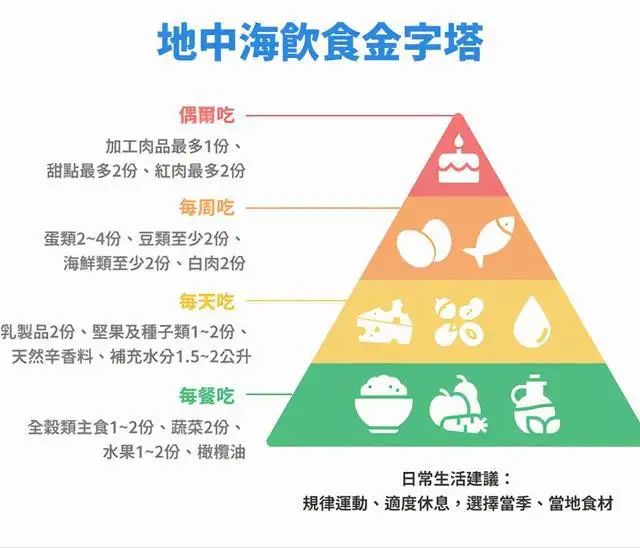 地中海飲食金字塔
偶爾吃
加工肉品最多1份、
甜點最多2份、紅肉最多2份
每周吃
蛋類2~4份、豆類至少2份、
海鮮類至少2份、白肉2份
每天吃
乳製品2份、堅果及種子類1~2份、
天然辛香料、補充水分1.5~2公升
每餐吃
全穀類主食1~2份、蔬菜2份、
水果1~2份、橄欖油
日常生活建議：
規律運動、適度休息，選擇當季、當地食材